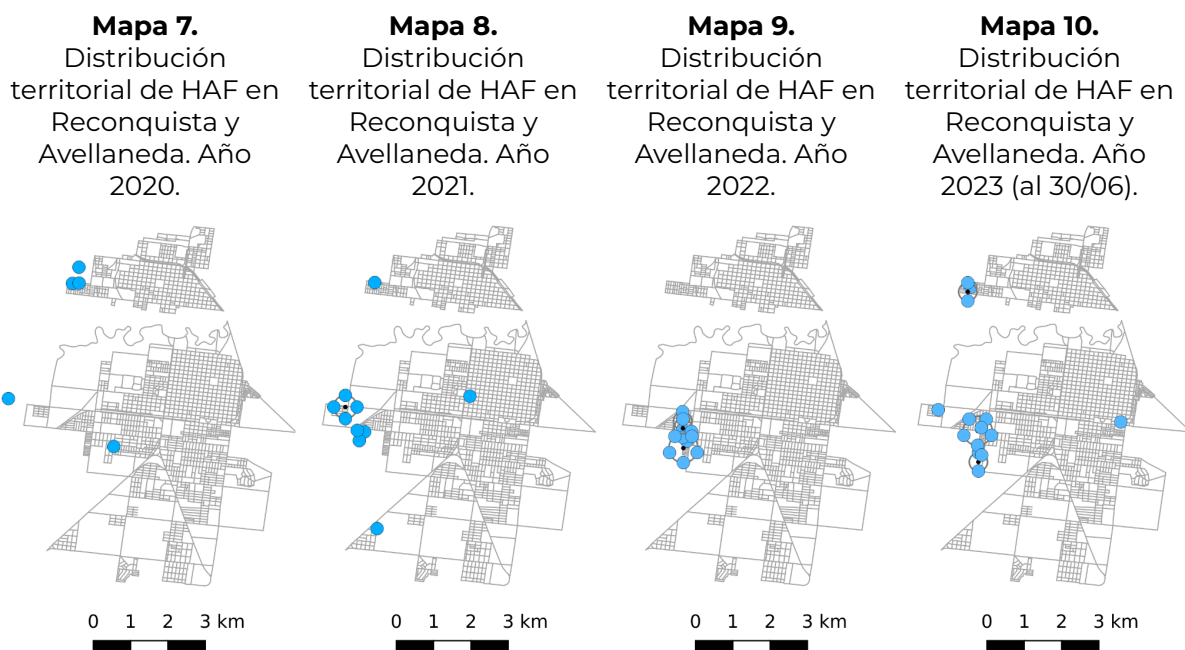 Mapa 7.
Distribución
territorial de HAF en
Reconquista y
Avellaneda. Año
2020.
Mapa 8.
Distribución
territorial de HAF en
Reconquista y
Avellaneda. Año
2021.
Mapa 9.
Distribución
territorial de HAF en
Reconquista y
Avellaneda. Año
2022.
Mapa 10.
Distribución
territorial de HAF en
Reconquista y
Avellaneda. Año
2023 (al 30/06).
0 1 2 3 km
0 1 2 3 km
0 1 2 3 km
0 1 2 3 km